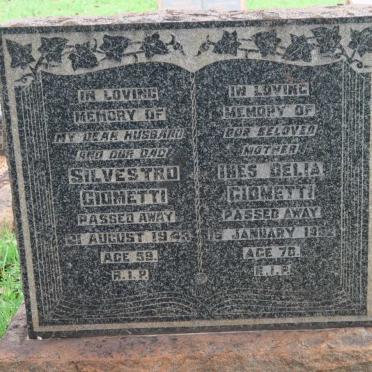 IN LOVING
MEMORY OF
MY DEAR HUSBAND
AND OUR DAD
SILVESTRO
GIOMETTI
PASSED AWAY
21 AUGUST 1943
AGE 59.
R.I.P.
IN LOVING
MEMORY OF
OUR BELOVED
MOTHER
INES DELIA
GIOMETTI
PASSED AWAY
JANUARY
AGE 70.
R.I.P.